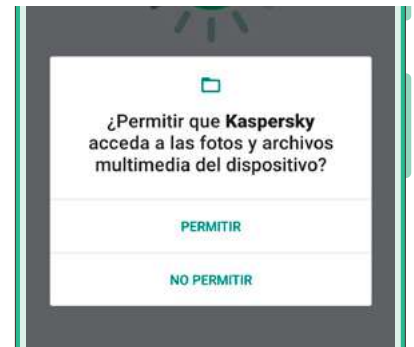 ¿Permitir que Kaspersky
acceda a las fotos y archivos
multimedia del dispositivo?
PERMITIR
NO PERMITIR